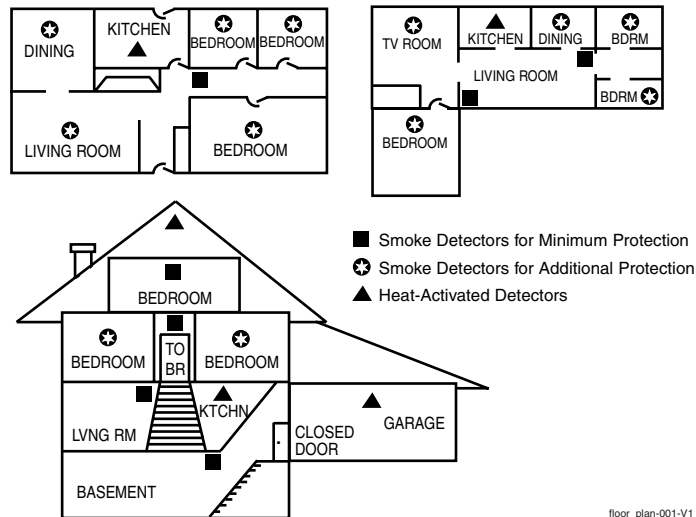 KITCHEN
DINING
BEDROOM
BEDROOM
LIVING ROOM
BEDROOM
TV ROOM
KITCHEN
DINING
BDRM
LIVING ROOM
BDRM
BEDROOM
Smoke Detectors for Minimum Protection
Smoke Detectors for Additional Protection
Heat-Activated Detectors
BEDROOM
BEDROOM
TO
BR
BEDROOM
LVNG RM
KTCHN
CLOSED
DOOR
GARAGE
BASEMENT
floor_plan-001-V1